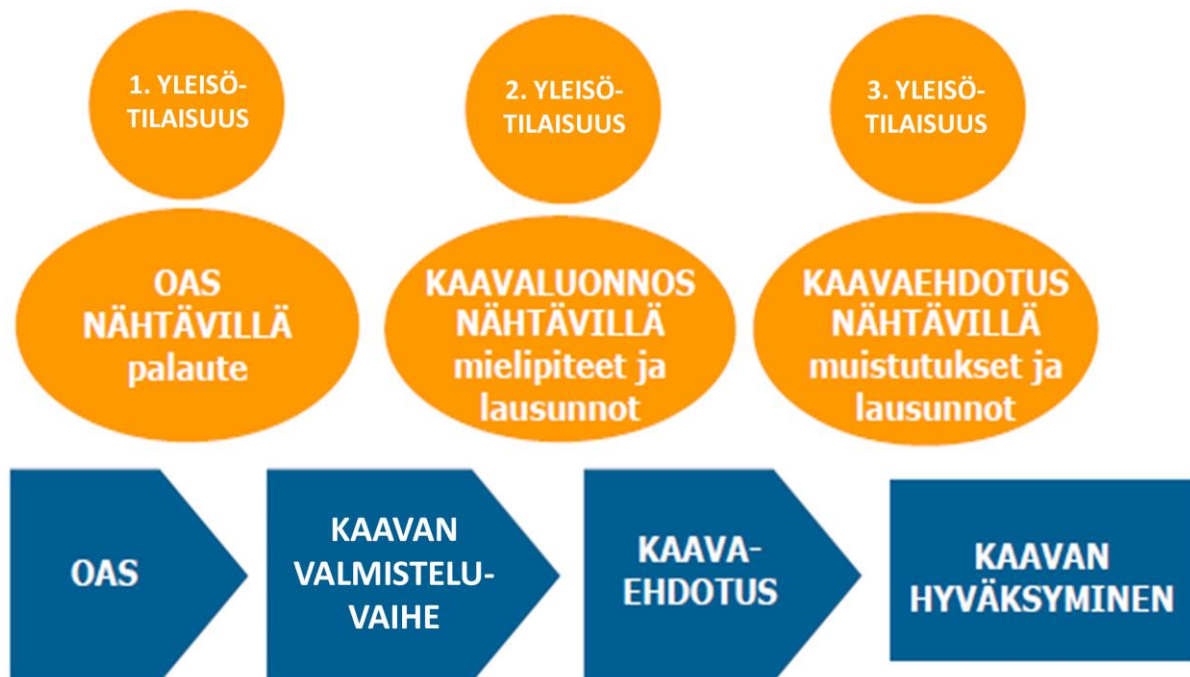 1. YLEISÖ-
TILAISUUS
2. YLEISÖ-
TILAISUUS
3. YLEISÖ-
TILAISUUS
OAS
NÄHTÄVILLÄ
palaute
KAAVALUONNOS
NÄHTÄVILLÄ
mielipiteet ja
lausunnot
KAAVAEHDOTUS
NÄHTÄVILLÄ
muistutukset ja
lausunnot
OAS
KAAVAN
VALMISTELU-
VAIHE
KAAVA-
EHDOTUS
KAAVAN
HYVÄKSYMINEN